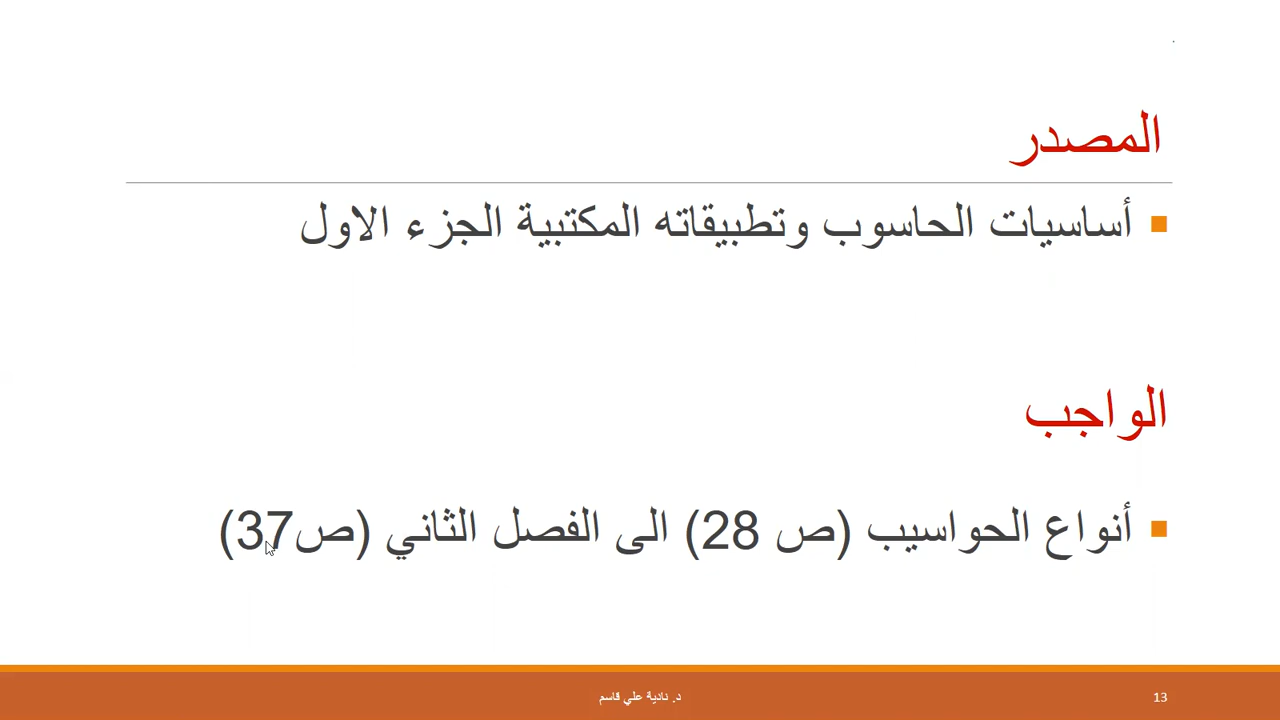 المصدر
أساسيات الحاسوب وتطبيقاته المكتبية الجزء الاول
الواجب
أنواع الحواسيب (ص 28) الى الفصل الثاني (ص37)
د. نادية علي قاسم
13